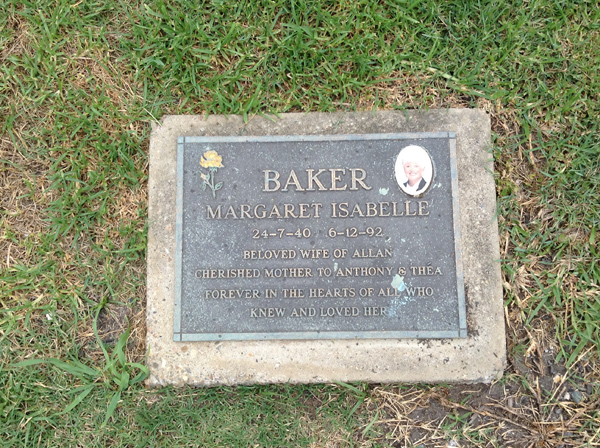 BAKER
MARGARET ISABELLE
24-7-40 6-12-92
BELOVED WIFE OF ALLAN
CHERISHED MOTHER TO ANTHONY & THEA
FOREVER IN THE HEARTS OF ALL WHO
KNEW AND LOVED HER